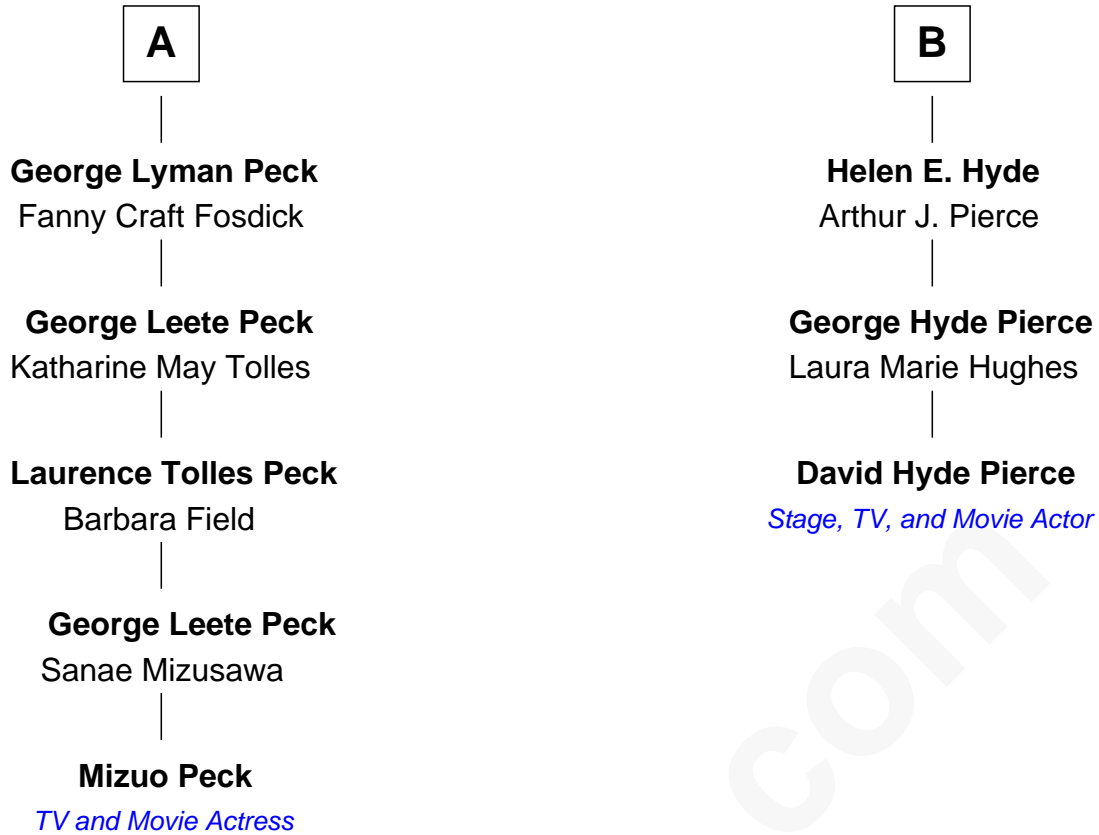 A
George Lyman Peck
Fanny Craft Fosdick
George Leete Peck
Katharine May Tolles
Laurence Tolles Peck
Barbara Field
George Leete Peck
Sanae Mizusawa
Mizuo Peck
TV and Movie Actress
B
Helen E. Hyde
Arthur J. Pierce
George Hyde Pierce
Laura Marie Hughes
David Hyde Pierce
Stage, TV, and Movie Actor
com